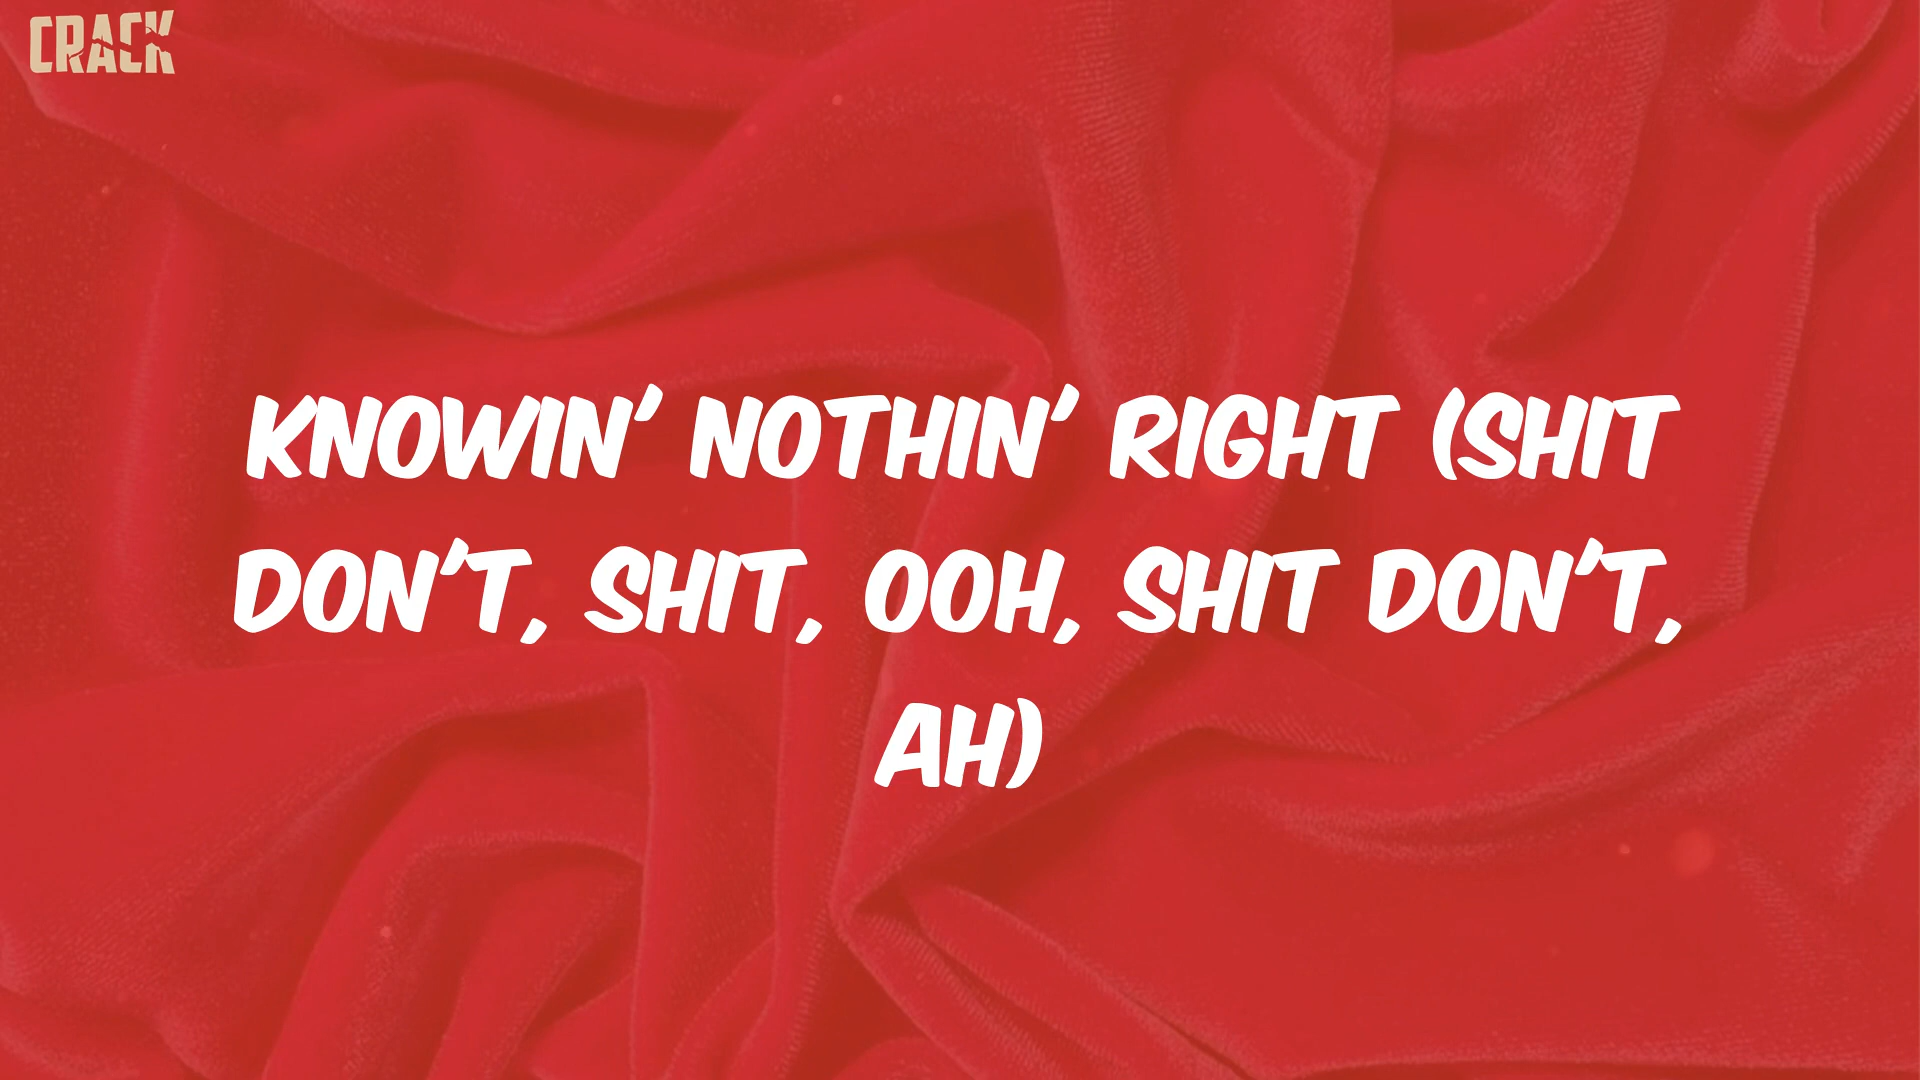 CRACK
KNOWIN' NOTHIN' RIGHT (SHIT
DON'T, SHIT, OOH, SHIT DON'T,
AH)